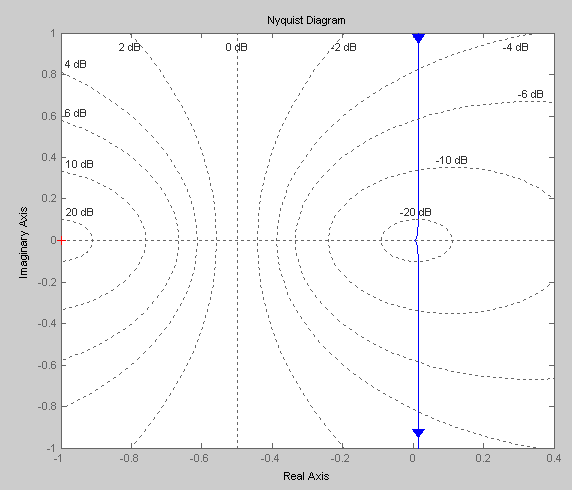 Nyquist Diagram
1
0.8
0.6
0.4
0.2
0
-0.2
-0.4
-0.6
-0.8
-1
Imaginary Axis
2 dB
0 dB
-2 dB
-4 dB
4 dB
-6 dB
6 dB
-10 dB
10 dB
20 dB
-20 dB
-1
-0.8
-0.6
-0.4
-0.2
0
0.2
0.4
Real Axis